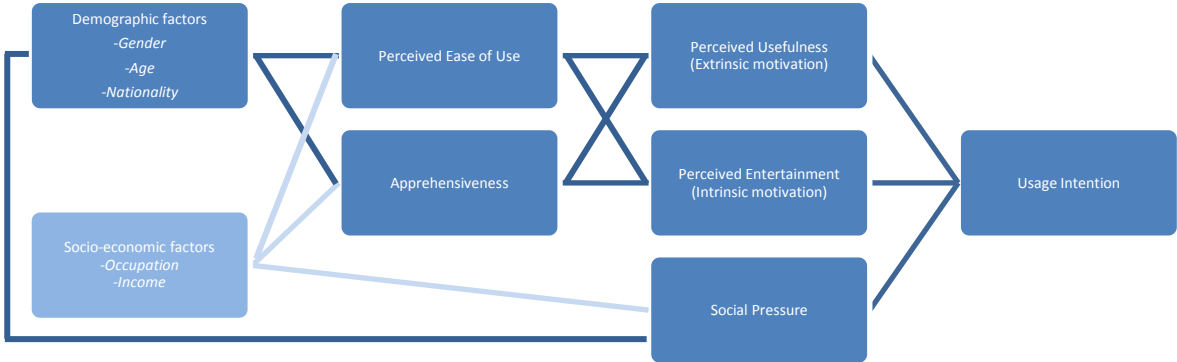 Demographic factors
-Gender
-Age
-Nationality
Perceived Ease of Use
Perceived Usefulness
(Extrinsic motivation)
Apprehensiveness
Perceived Entertainment
(Intrinsic motivation)
Usage Intention
Socio-economic factors
-Occupation
-Income
Social Pressure